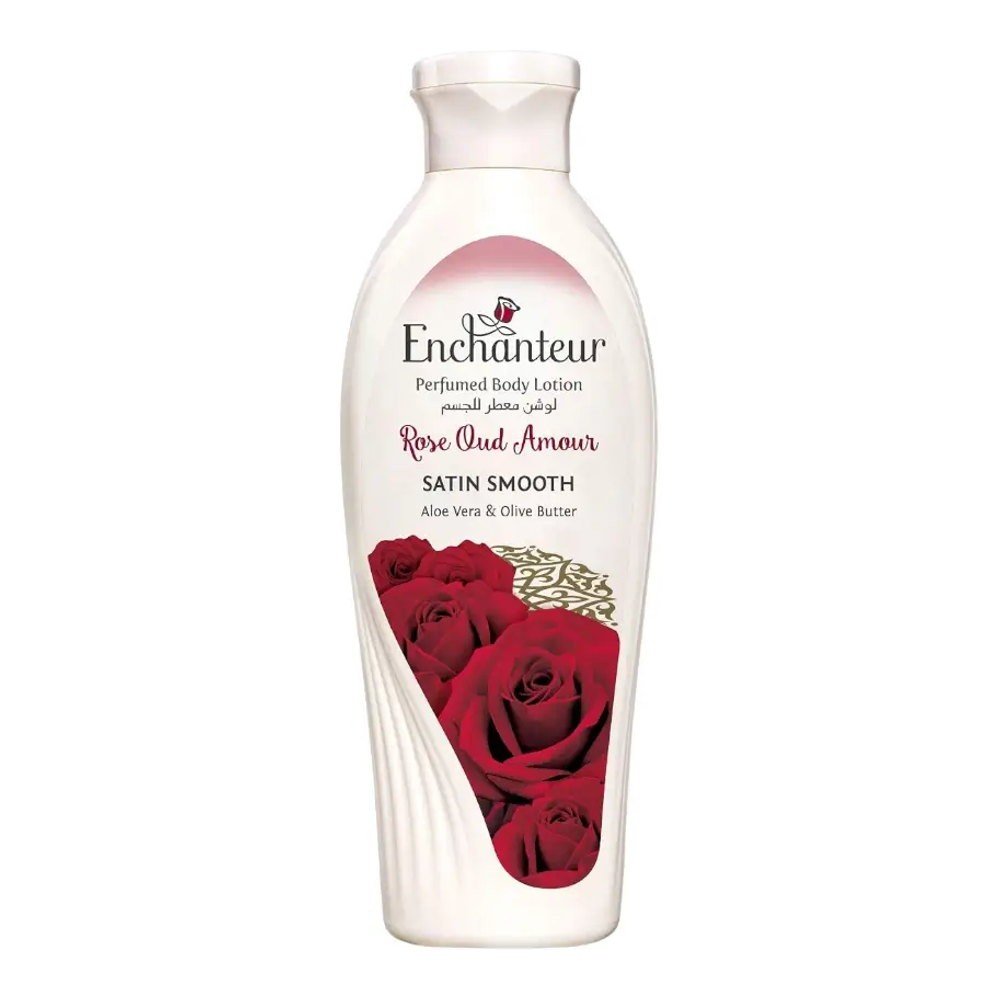 Enchanteur
Perfumed Body Lotion
لوشن معطر للجسم
Rose Oud Amour
SATIN SMOOTH
Aloe Vera & Olive Butter